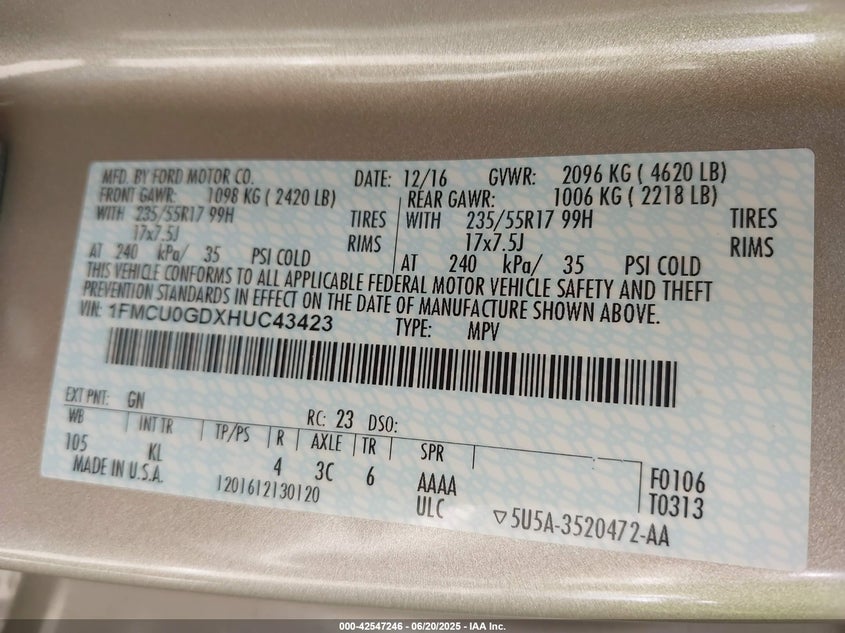 MFD. BY FORD MOTOR CO. DATE: 12/16 GVWR: 2096 KG ( 4620 LB)
FRONT GAWR: 1098 KG ( 2420 LB) REAR GAWR: 1006 KG ( 2218 LB)
WITH 235/55R17 99H TIRES WITH 235/55R17 99H TIRES
17x7.5J RIMS 17x7.5J RIMS
AT 240 kPa/ 35 PSI COLD AT 240 kPa/ 35 PSI COLD
THIS VEHICLE CONFORMS TO ALL APPLICABLE FEDERAL MOTOR VEHICLE SAFETY AND THEFT
PREVENTION STANDARDS IN EFFECT ON THE DATE OF MANUFACTURE SHOWN ABOVE.
VIN: 1FMCU0GDXHUC43423 TYPE: MPV
EXT PNT: GN RC: 23 DSO:
WB INT TR TP/PS R AXLE TR SPR
105 KL 4 3C 6 AAAA F0106
MADE IN U.S.A. 1201612130120 ULC T0313
▽5U5A-3520472-AA
000-42547246 - 06/20/2025 - IAA Inc.